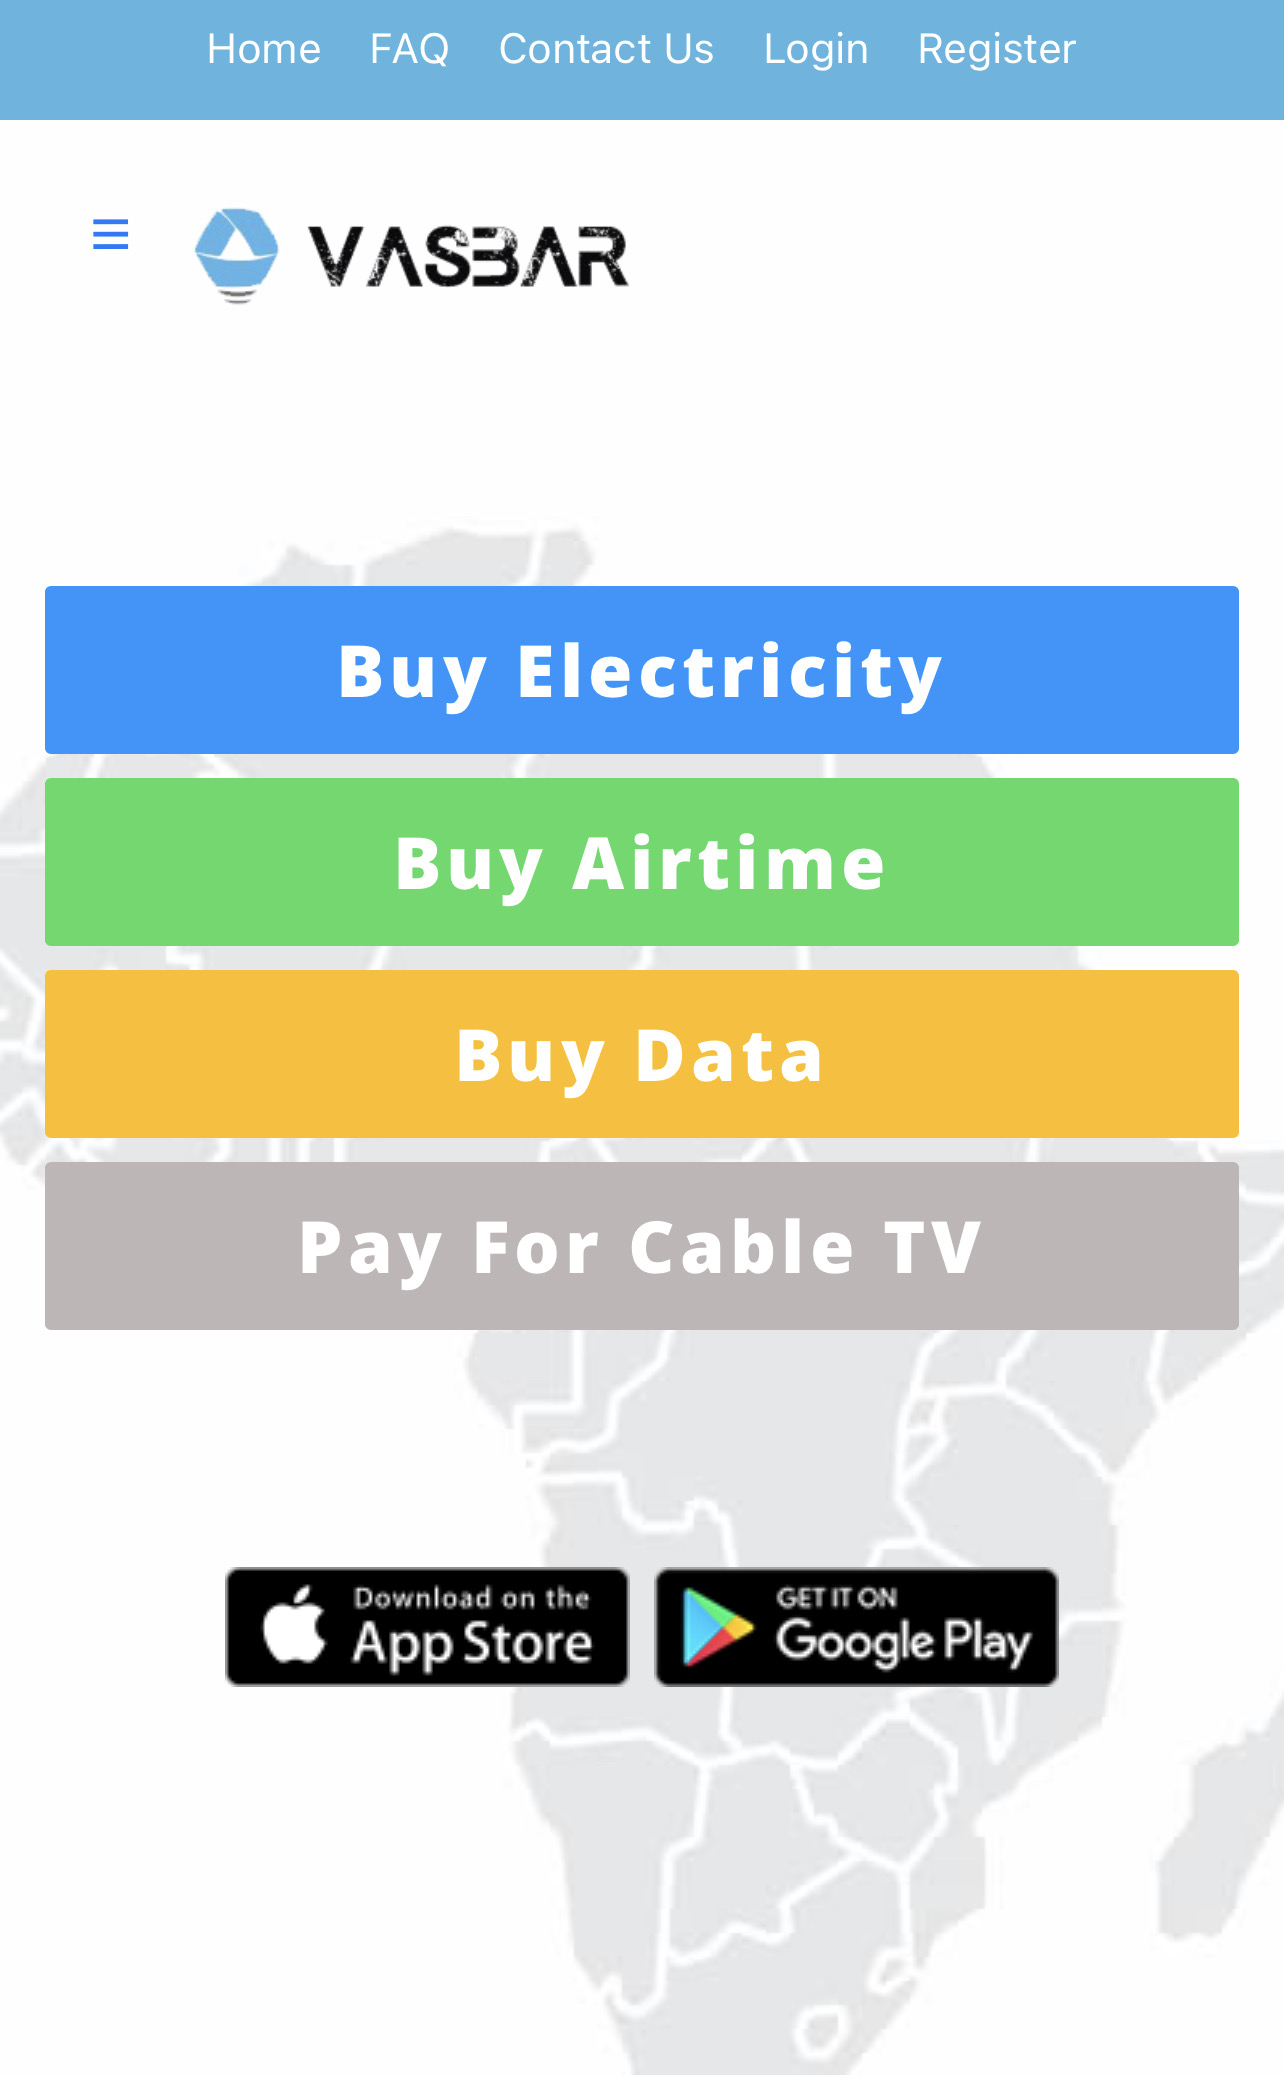 Home FAQ Contact Us Login Register
VASBAR
Buy Electricity
Buy Airtime
Buy Data
Pay For Cable TV
Download on the
App Store
GET IT ON
Google Play